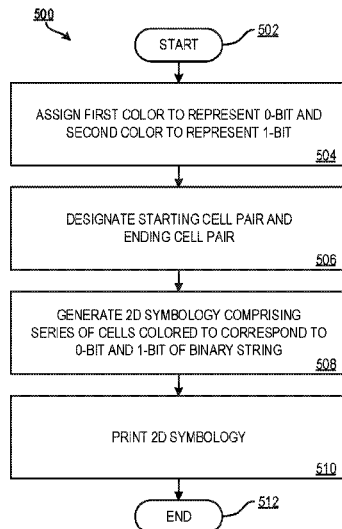 500
START
502
ASSIGN FIRST COLOR TO REPRESENT 0-BIT AND
SECOND COLOR TO REPRESENT 1-BIT
504
DESIGNATE STARTING CELL PAIR AND
ENDING CELL PAIR
506
GENERATE 2D SYMBOLOGY COMPRISING
SERIES OF CELLS COLORED TO CORRESPOND TO
0-BIT AND 1-BIT OF BINARY STRING
508
PRINT 2D SYMBOLOGY
510
END
512